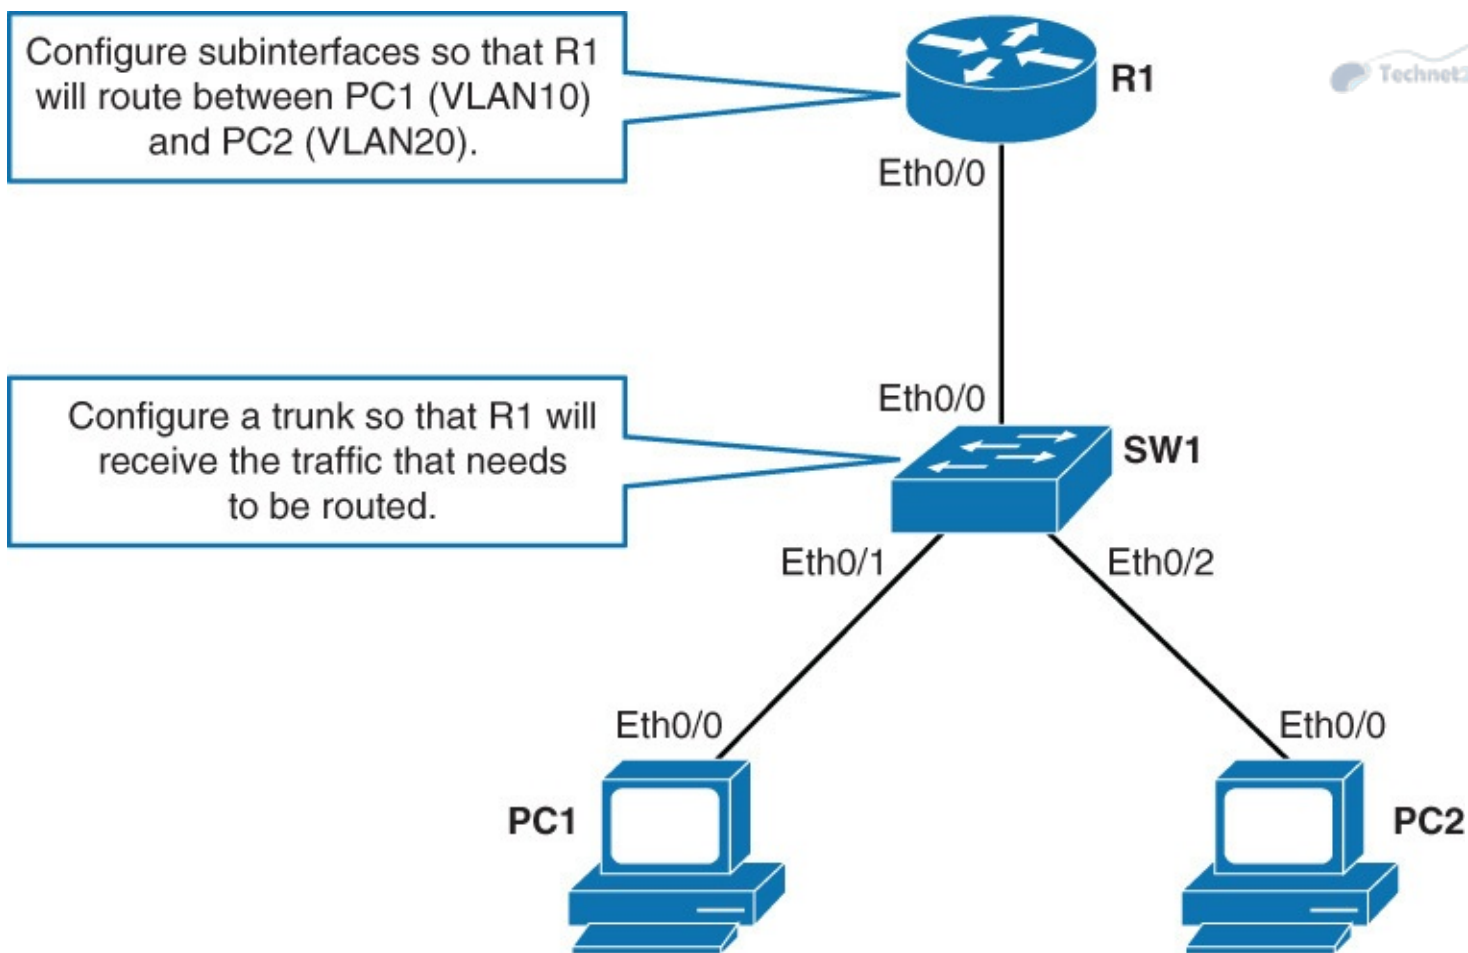 Configure subinterfaces so that R1
will route between PC1 (VLAN10)
and PC2 (VLAN20).
R1
Technet
Eth0/0
Eth0/0
Configure a trunk so that R1 will
receive the traffic that needs
to be routed.
SW1
Eth0/1
Eth0/2
Eth0/0
Eth0/0
PC1
PC2